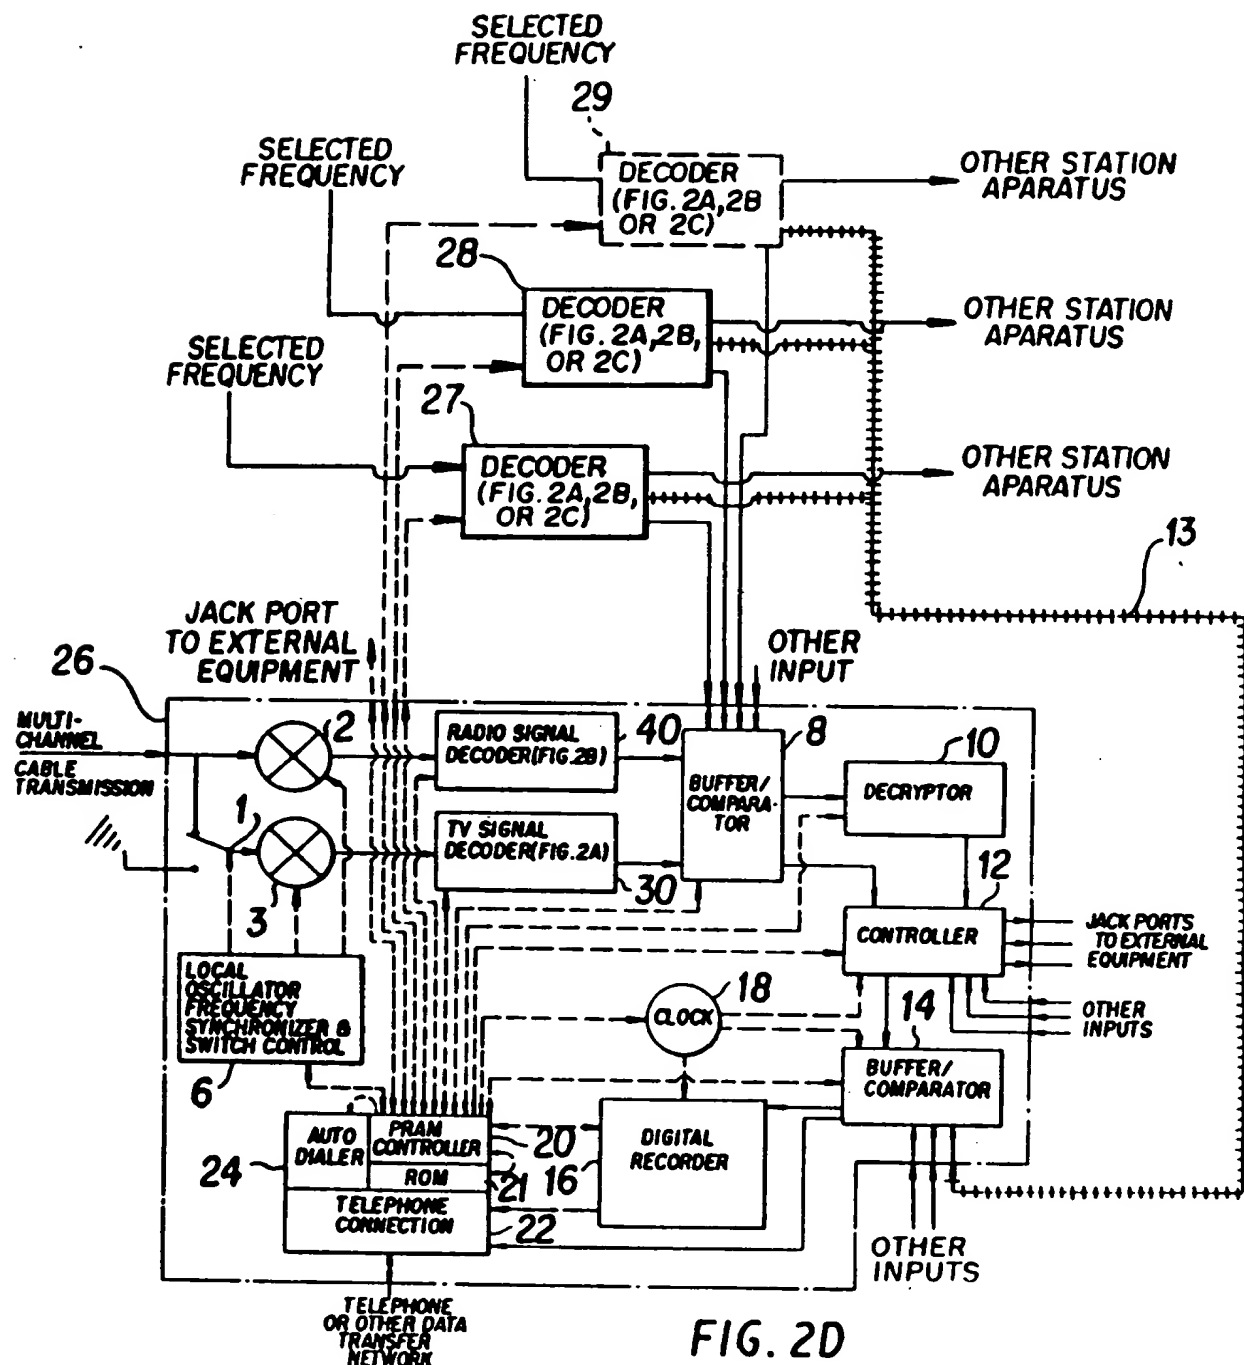 SELECTED
FREQUENCY
29
SELECTED
FREQUENCY
DECODER
(FIG. 2A, 2B
OR 2C)
OTHER STATION
APARATUS
28
DECODER
(FIG. 2A, 2B,
OR 2C)
OTHER STATION
APARATUS
SELECTED
FREQUENCY
27
DECODER
(FIG. 2A, 2B,
OR 2C)
OTHER STATION
APARATUS
13
JACK PORT
TO EXTERNAL
EQUIPMENT
OTHER
INPUT
26
MULTI-
CHANNEL
CABLE
TRANSMISSION
2
RADIO SIGNAL
DECODER(FIG.2B)
40
8
BUFFER/
COMPARA-
TOR
10
DECRYPTOR
1
3
TV SIGNAL
DECODER(FIG.2A)
30
12
CONTROLLER
JACK PORTS
TO EXTERNAL
EQUIPMENT
LOCAL
OSCILLATOR
FREQUENCY
SYNCHRONIZER &
SWITCH CONTROL
6
18
CLOCK
OTHER
INPUTS
14
BUFFER/
COMPARATOR
AUTO
DIALER
24
PRAM
CONTROLLER
20
ROM
21
16
DIGITAL
RECORDER
TELEPHONE
CONNECTION
22
OTHER
INPUTS
TELEPHONE
OR OTHER DATA
TRANSFER
NETWORK
FIG. 2D